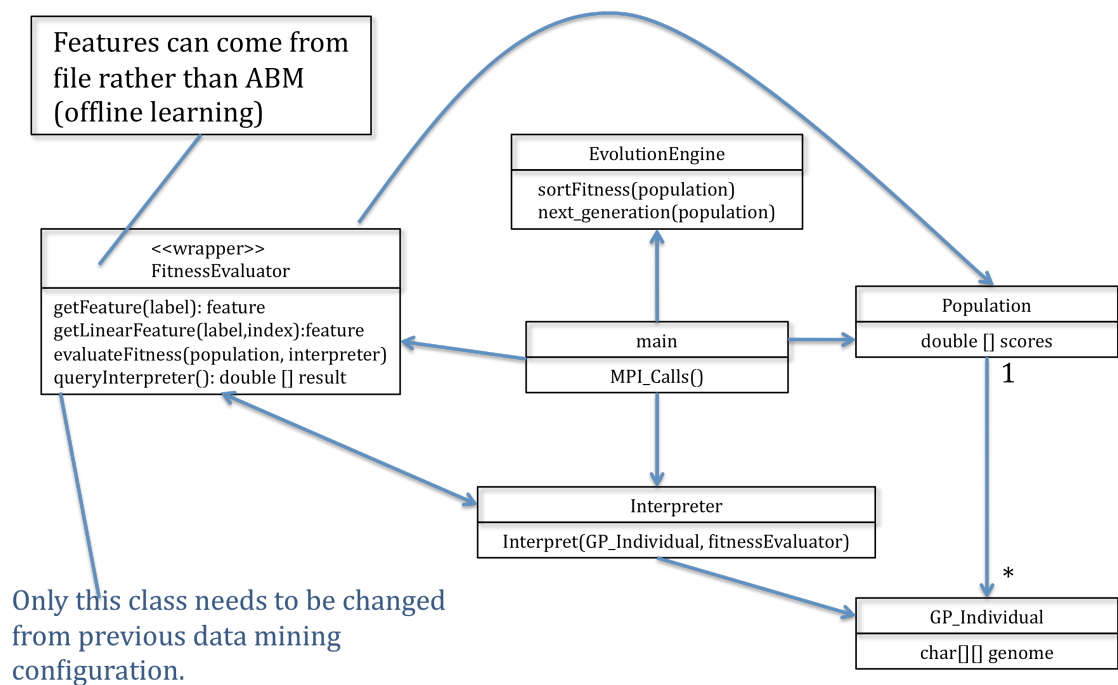 Features can come from
file rather than ABM
(offline learning)
EvolutionEngine
sortFitness(population)
next_generation(population)
<<wrapper>>
FitnessEvaluator
getFeature(label): feature
getLinearFeature(label,index):feature
evaluateFitness(population, interpreter)
queryInterpreter(): double [] result
main
MPI_Calls()
Population
double [] scores
1
*
Interpreter
Interpret(GP_Individual, fitnessEvaluator)
GP_Individual
char[][] genome
Only this class needs to be changed
from previous data mining
configuration.